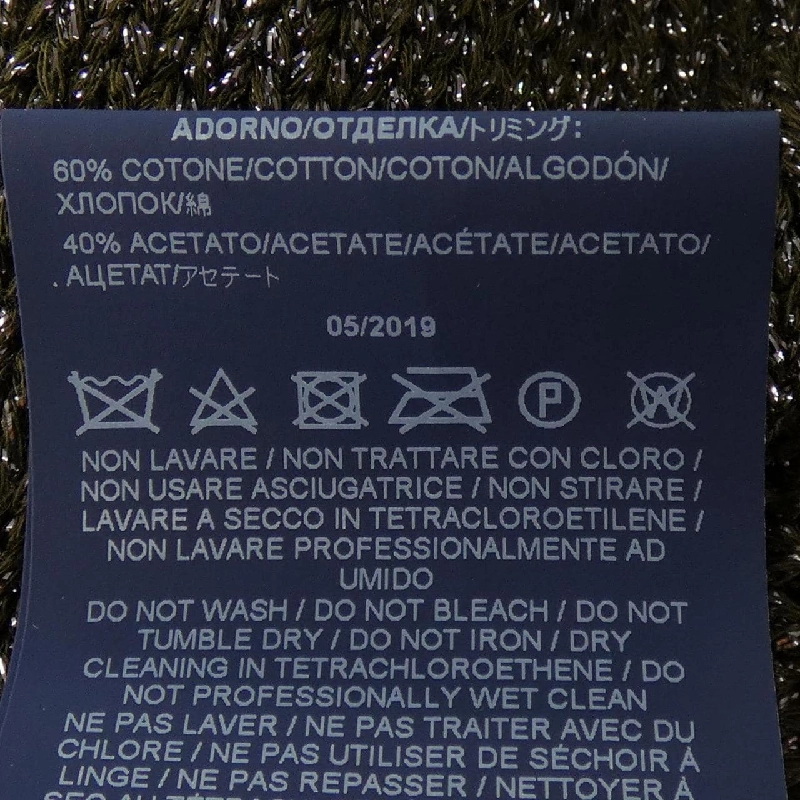 ADORNO/ОТДЕЛКА/トリミング:
60% COTONE/COTTON/COTON/ALGODÓN/
ХЛОПОК/綿
40% ACETATO/ACETATE/ACÉTATE/ACETATO/
. АЦЕТАТ/アセテート
05/2019
P W
NON LAVARE / NON TRATTARE CON CLORO /
NON USARE ASCIUGATRICE / NON STIRARE /
LAVARE A SECCO IN TETRACLOROETILENE /
NON LAVARE PROFESSIONALMENTE AD
UMIDO
DO NOT WASH / DO NOT BLEACH / DO NOT
TUMBLE DRY / DO NOT IRON / DRY
CLEANING IN TETRACHLOROETHENE / DO
NOT PROFESSIONALLY WET CLEAN
NE PAS LAVER / NE PAS TRAITER AVEC DU
CHLORE / NE PAS UTILISER DE SÉCHOIR À
LINGE / NE PAS REPASSER / NETTOYER À
SEC AU